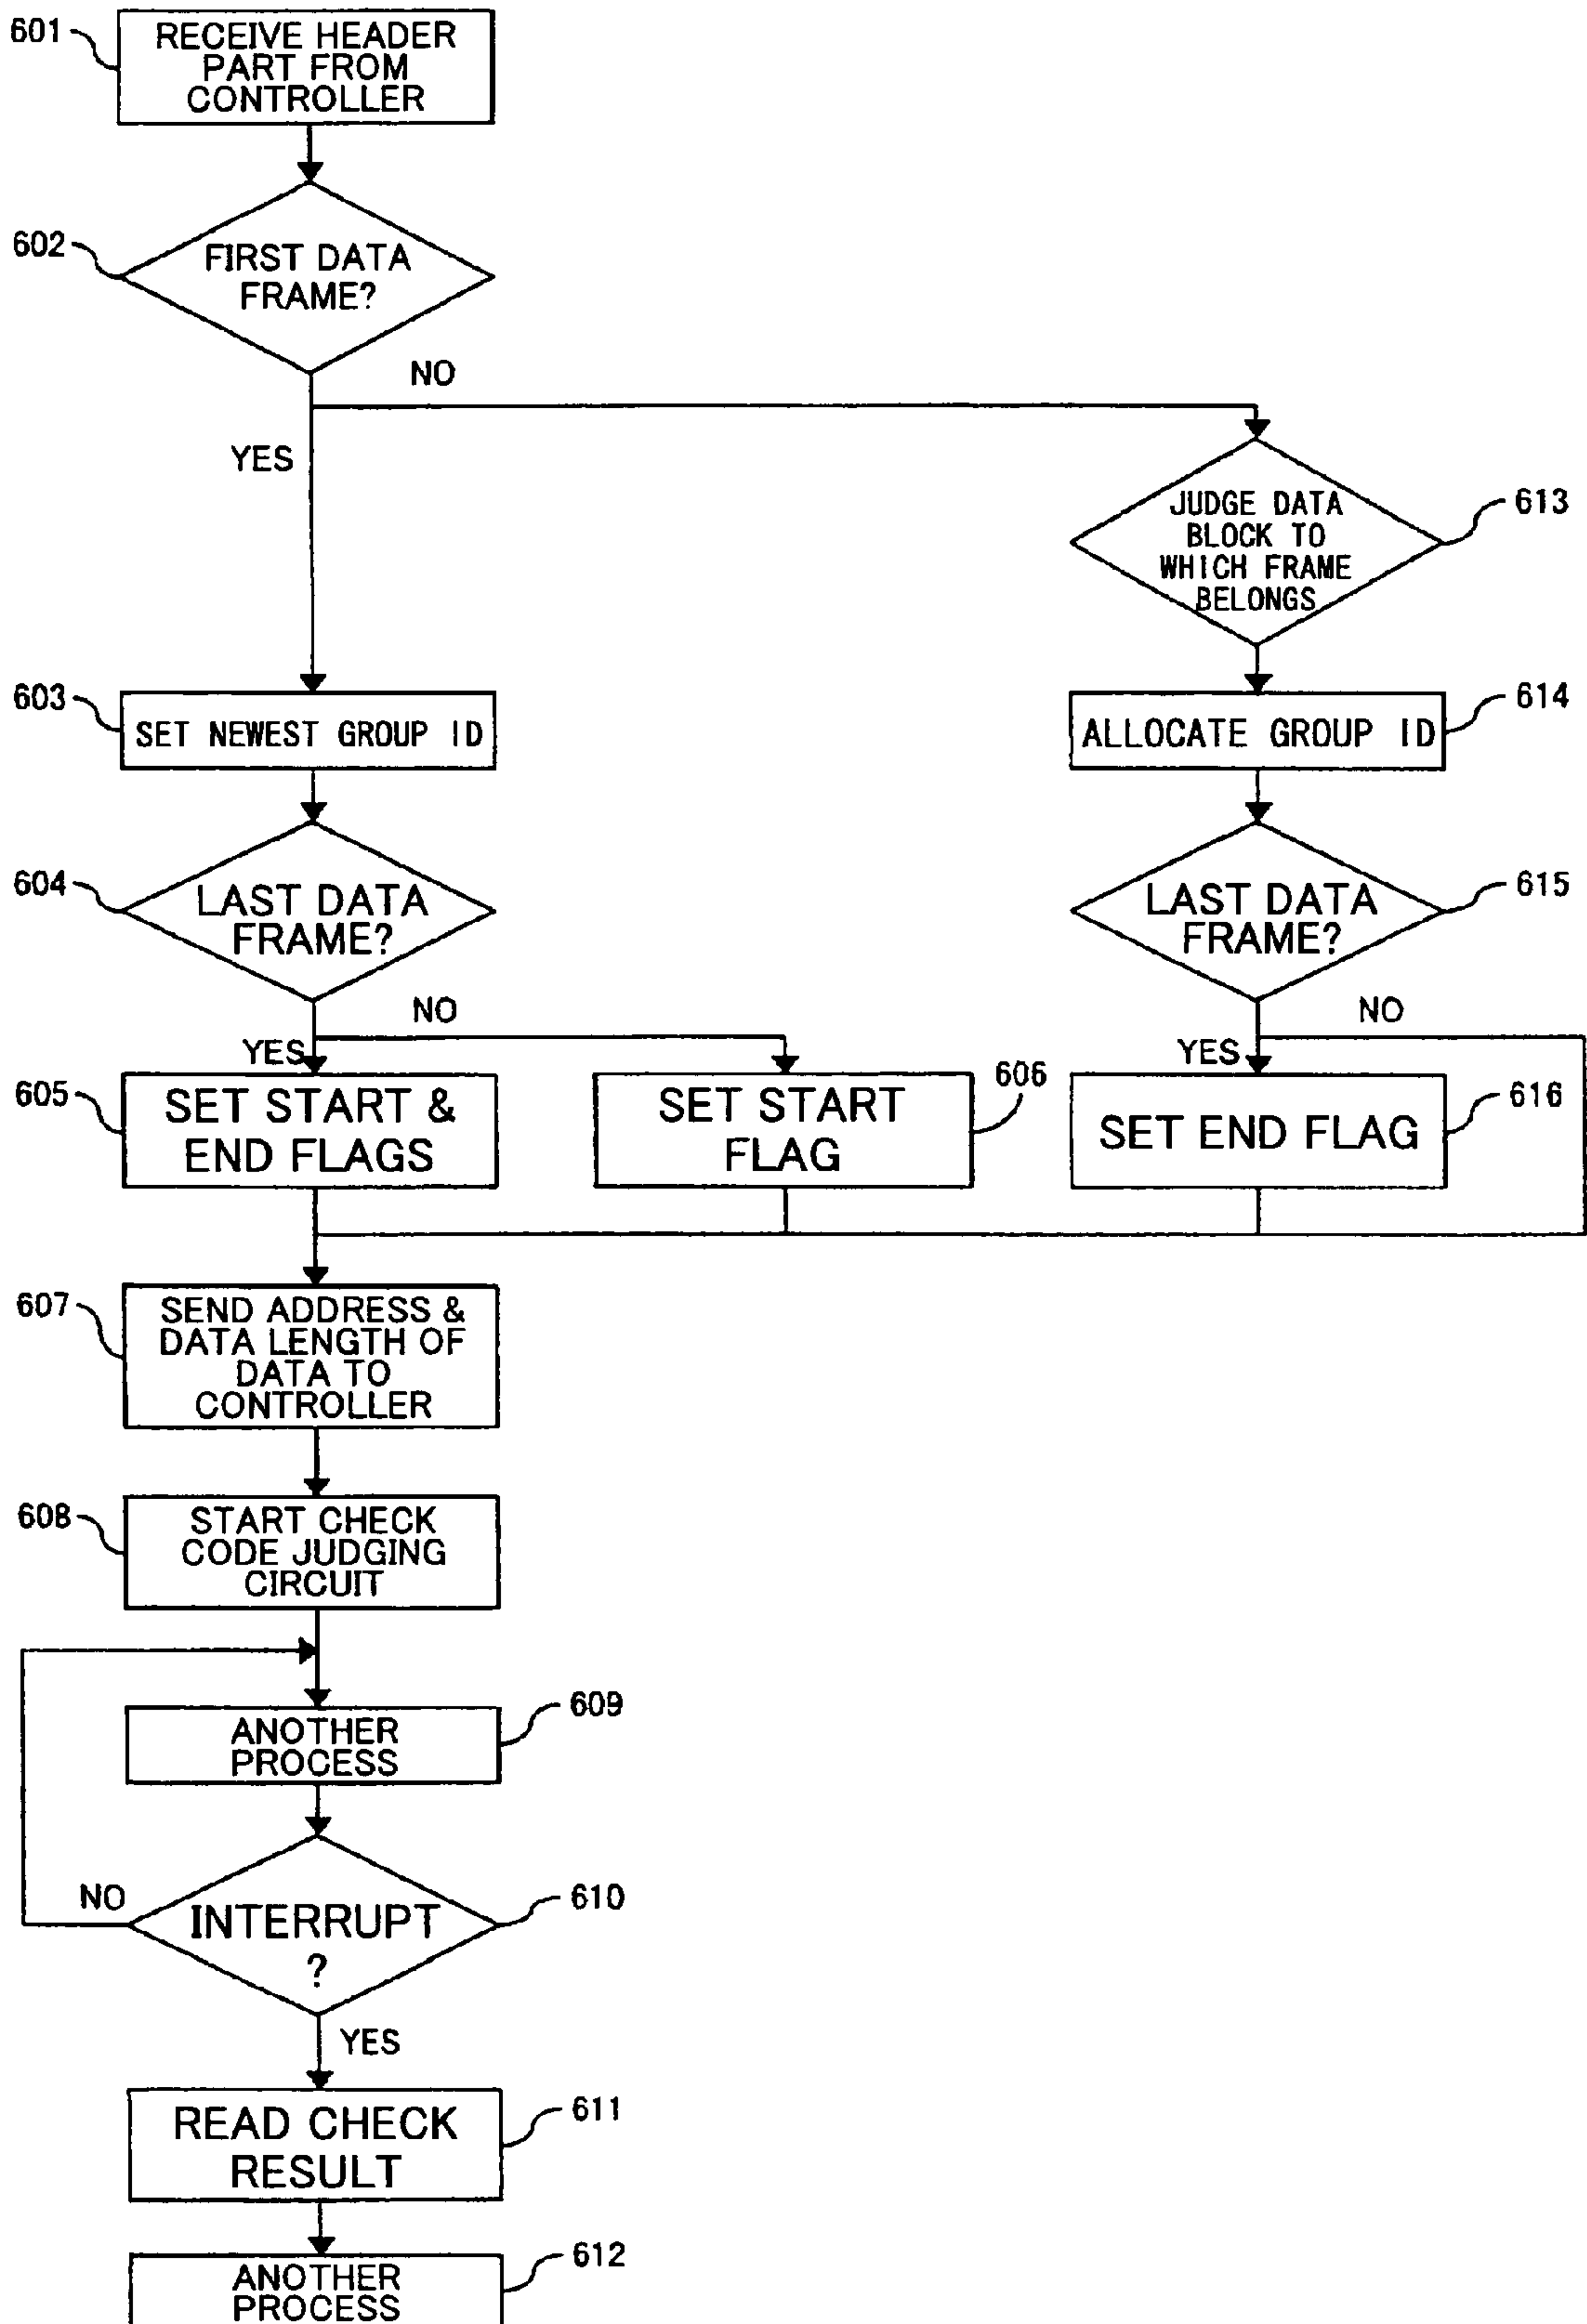 601
RECEIVE HEADER
PART FROM
CONTROLLER
602
FIRST DATA
FRAME?
NO
YES
JUDGE DATA
BLOCK TO
WHICH FRAME
BELONGS
613
603
SET NEWEST GROUP ID
ALLOCATE GROUP ID
614
604
LAST DATA
FRAME?
LAST DATA
FRAME?
615
NO
YES
NO
YES
605
SET START &
END FLAGS
SET START
FLAG
606
SET END FLAG
616
607
SEND ADDRESS &
DATA LENGTH OF
DATA TO
CONTROLLER
608
START CHECK
CODE JUDGING
CIRCUIT
ANOTHER
PROCESS
609
NO
INTERRUPT
?
610
YES
READ CHECK
RESULT
611
ANOTHER
PROCESS
612